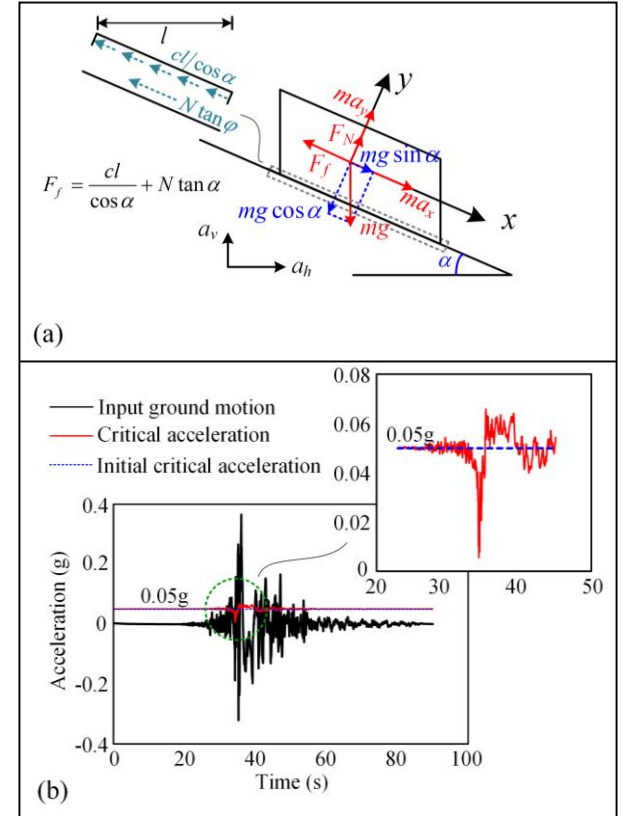 l
cl/cosα
N tanφ
y
ma_y
F_N
F_f
mg sinα
mg cosα
ma_x
mg
x
α
F_f = cl/cosα + N tanα
a_v
a_h
(a)
Input ground motion
Critical acceleration
Initial critical acceleration
0.08
0.06
0.05g
0.04
0.02
0
20 30 40 50
0.4
0.2
0.05g
0
-0.2
-0.4
Acceleration (g)
0 20 40 60 80 100
Time (s)
(b)